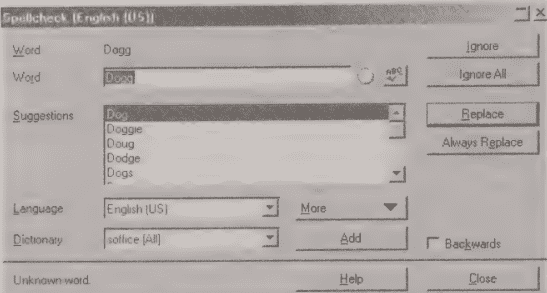 Spellcheck [English (US)]
Word Dogg Ignore
Word Dogg ABC Ignore All
Suggestions Dog Replace
Doggie Always Replace
Doug
Dodge
Dogs
Language English (US) More
Dictionary soffice [All] Add Backwards
Unknown word. Help Close